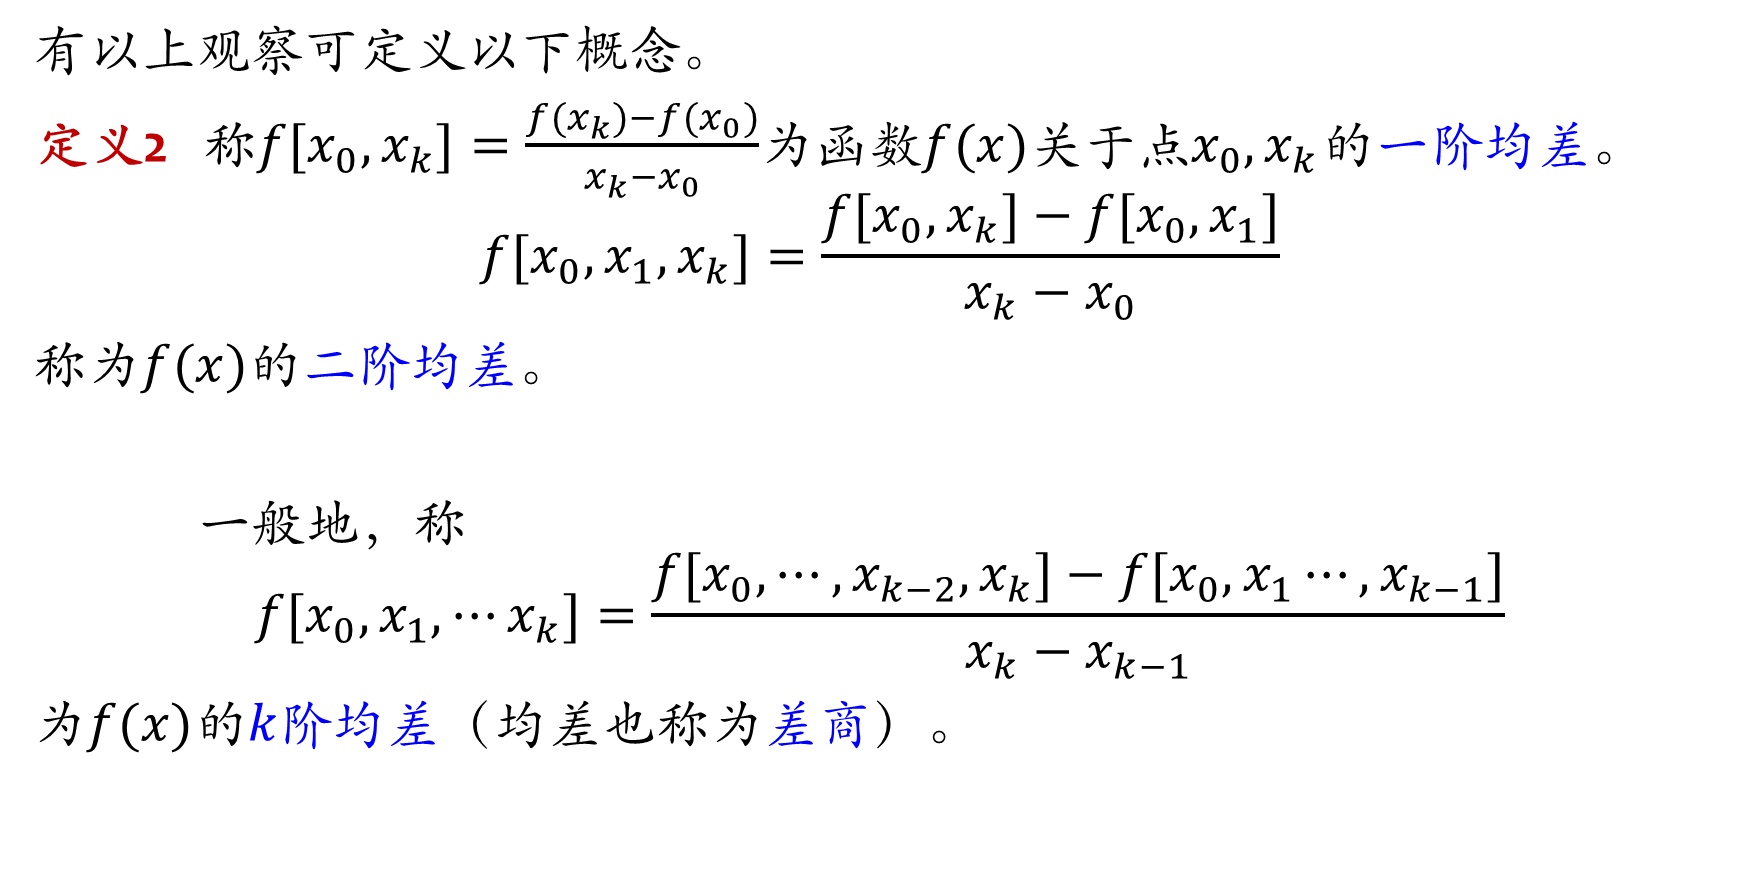 有以上观察可定义以下概念。
定义2 称f[x₀, xₖ] = \frac{f(xₖ)−f(x₀)}{xₖ−x₀}为函数f(x)关于点x₀, xₖ的一阶均差。
f[x₀, x₁, xₖ] = \frac{f[x₀, xₖ] − f[x₀, x₁]}{xₖ − x₀}
称为f(x)的二阶均差。
一般地，称
f[x₀, x₁, ⋯ xₖ] = \frac{f[x₀, ⋯ , xₖ₋₂, xₖ] − f[x₀, x₁ ⋯ , xₖ₋₁]}{xₖ − xₖ₋₁}
为f(x)的k阶均差（均差也称为差商）。